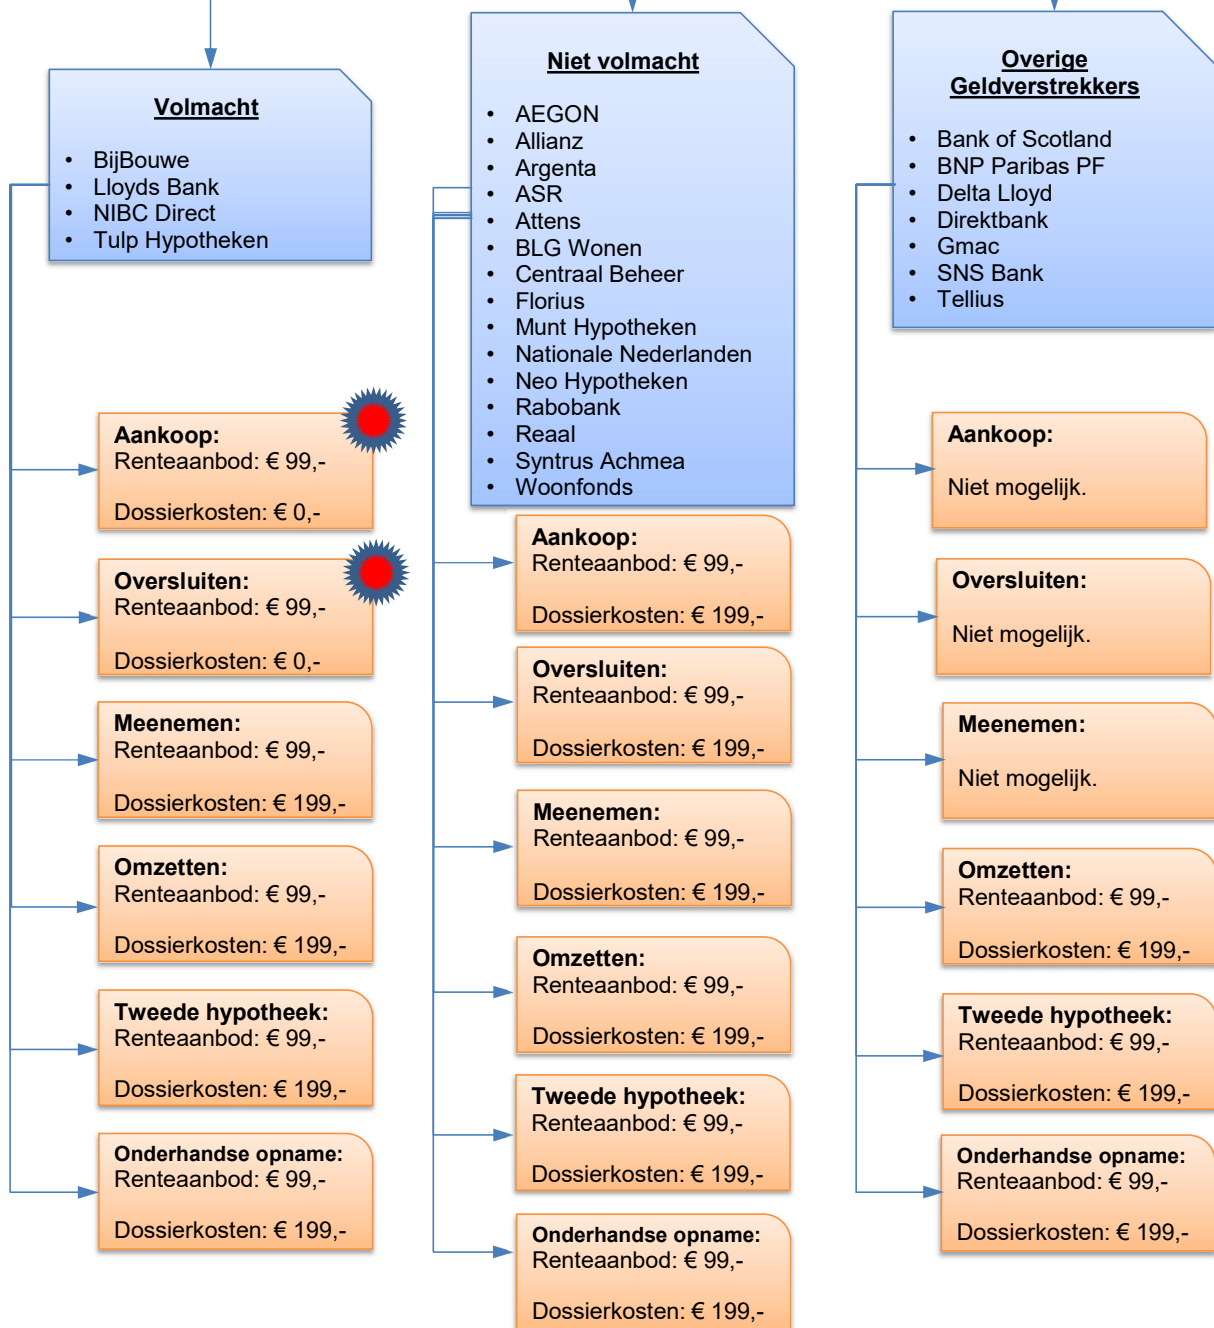 Volmacht
• BijBouwe
• Lloyds Bank
• NIBC Direct
• Tulp Hypotheken
Aankoop:
Renteaanbod: € 99,-
Dossierkosten: € 0,-
Oversluiten:
Renteaanbod: € 99,-
Dossierkosten: € 0,-
Meenemen:
Renteaanbod: € 99,-
Dossierkosten: € 199,-
Omzetten:
Renteaanbod: € 99,-
Dossierkosten: € 199,-
Tweede hypotheek:
Renteaanbod: € 99,-
Dossierkosten: € 199,-
Onderhandse opname:
Renteaanbod: € 99,-
Dossierkosten: € 199,-
Niet volmacht
• AEGON
• Allianz
• Argenta
• ASR
• Attens
• BLG Wonen
• Centraal Beheer
• Florius
• Munt Hypotheken
• Nationale Nederlanden
• Neo Hypotheken
• Rabobank
• Reaal
• Syntrus Achmea
• Woonfonds
Aankoop:
Renteaanbod: € 99,-
Dossierkosten: € 199,-
Oversluiten:
Renteaanbod: € 99,-
Dossierkosten: € 199,-
Meenemen:
Renteaanbod: € 99,-
Dossierkosten: € 199,-
Omzetten:
Renteaanbod: € 99,-
Dossierkosten: € 199,-
Tweede hypotheek:
Renteaanbod: € 99,-
Dossierkosten: € 199,-
Onderhandse opname:
Renteaanbod: € 99,-
Dossierkosten: € 199,-
Overige
Geldverstrekkers
• Bank of Scotland
• BNP Paribas PF
• Delta Lloyd
• Direktbank
• Gmac
• SNS Bank
• Tellius
Aankoop:
Niet mogelijk.
Oversluiten:
Niet mogelijk.
Meenemen:
Niet mogelijk.
Omzetten:
Renteaanbod: € 99,-
Dossierkosten: € 199,-
Tweede hypotheek:
Renteaanbod: € 99,-
Dossierkosten: € 199,-
Onderhandse opname:
Renteaanbod: € 99,-
Dossierkosten: € 199,-